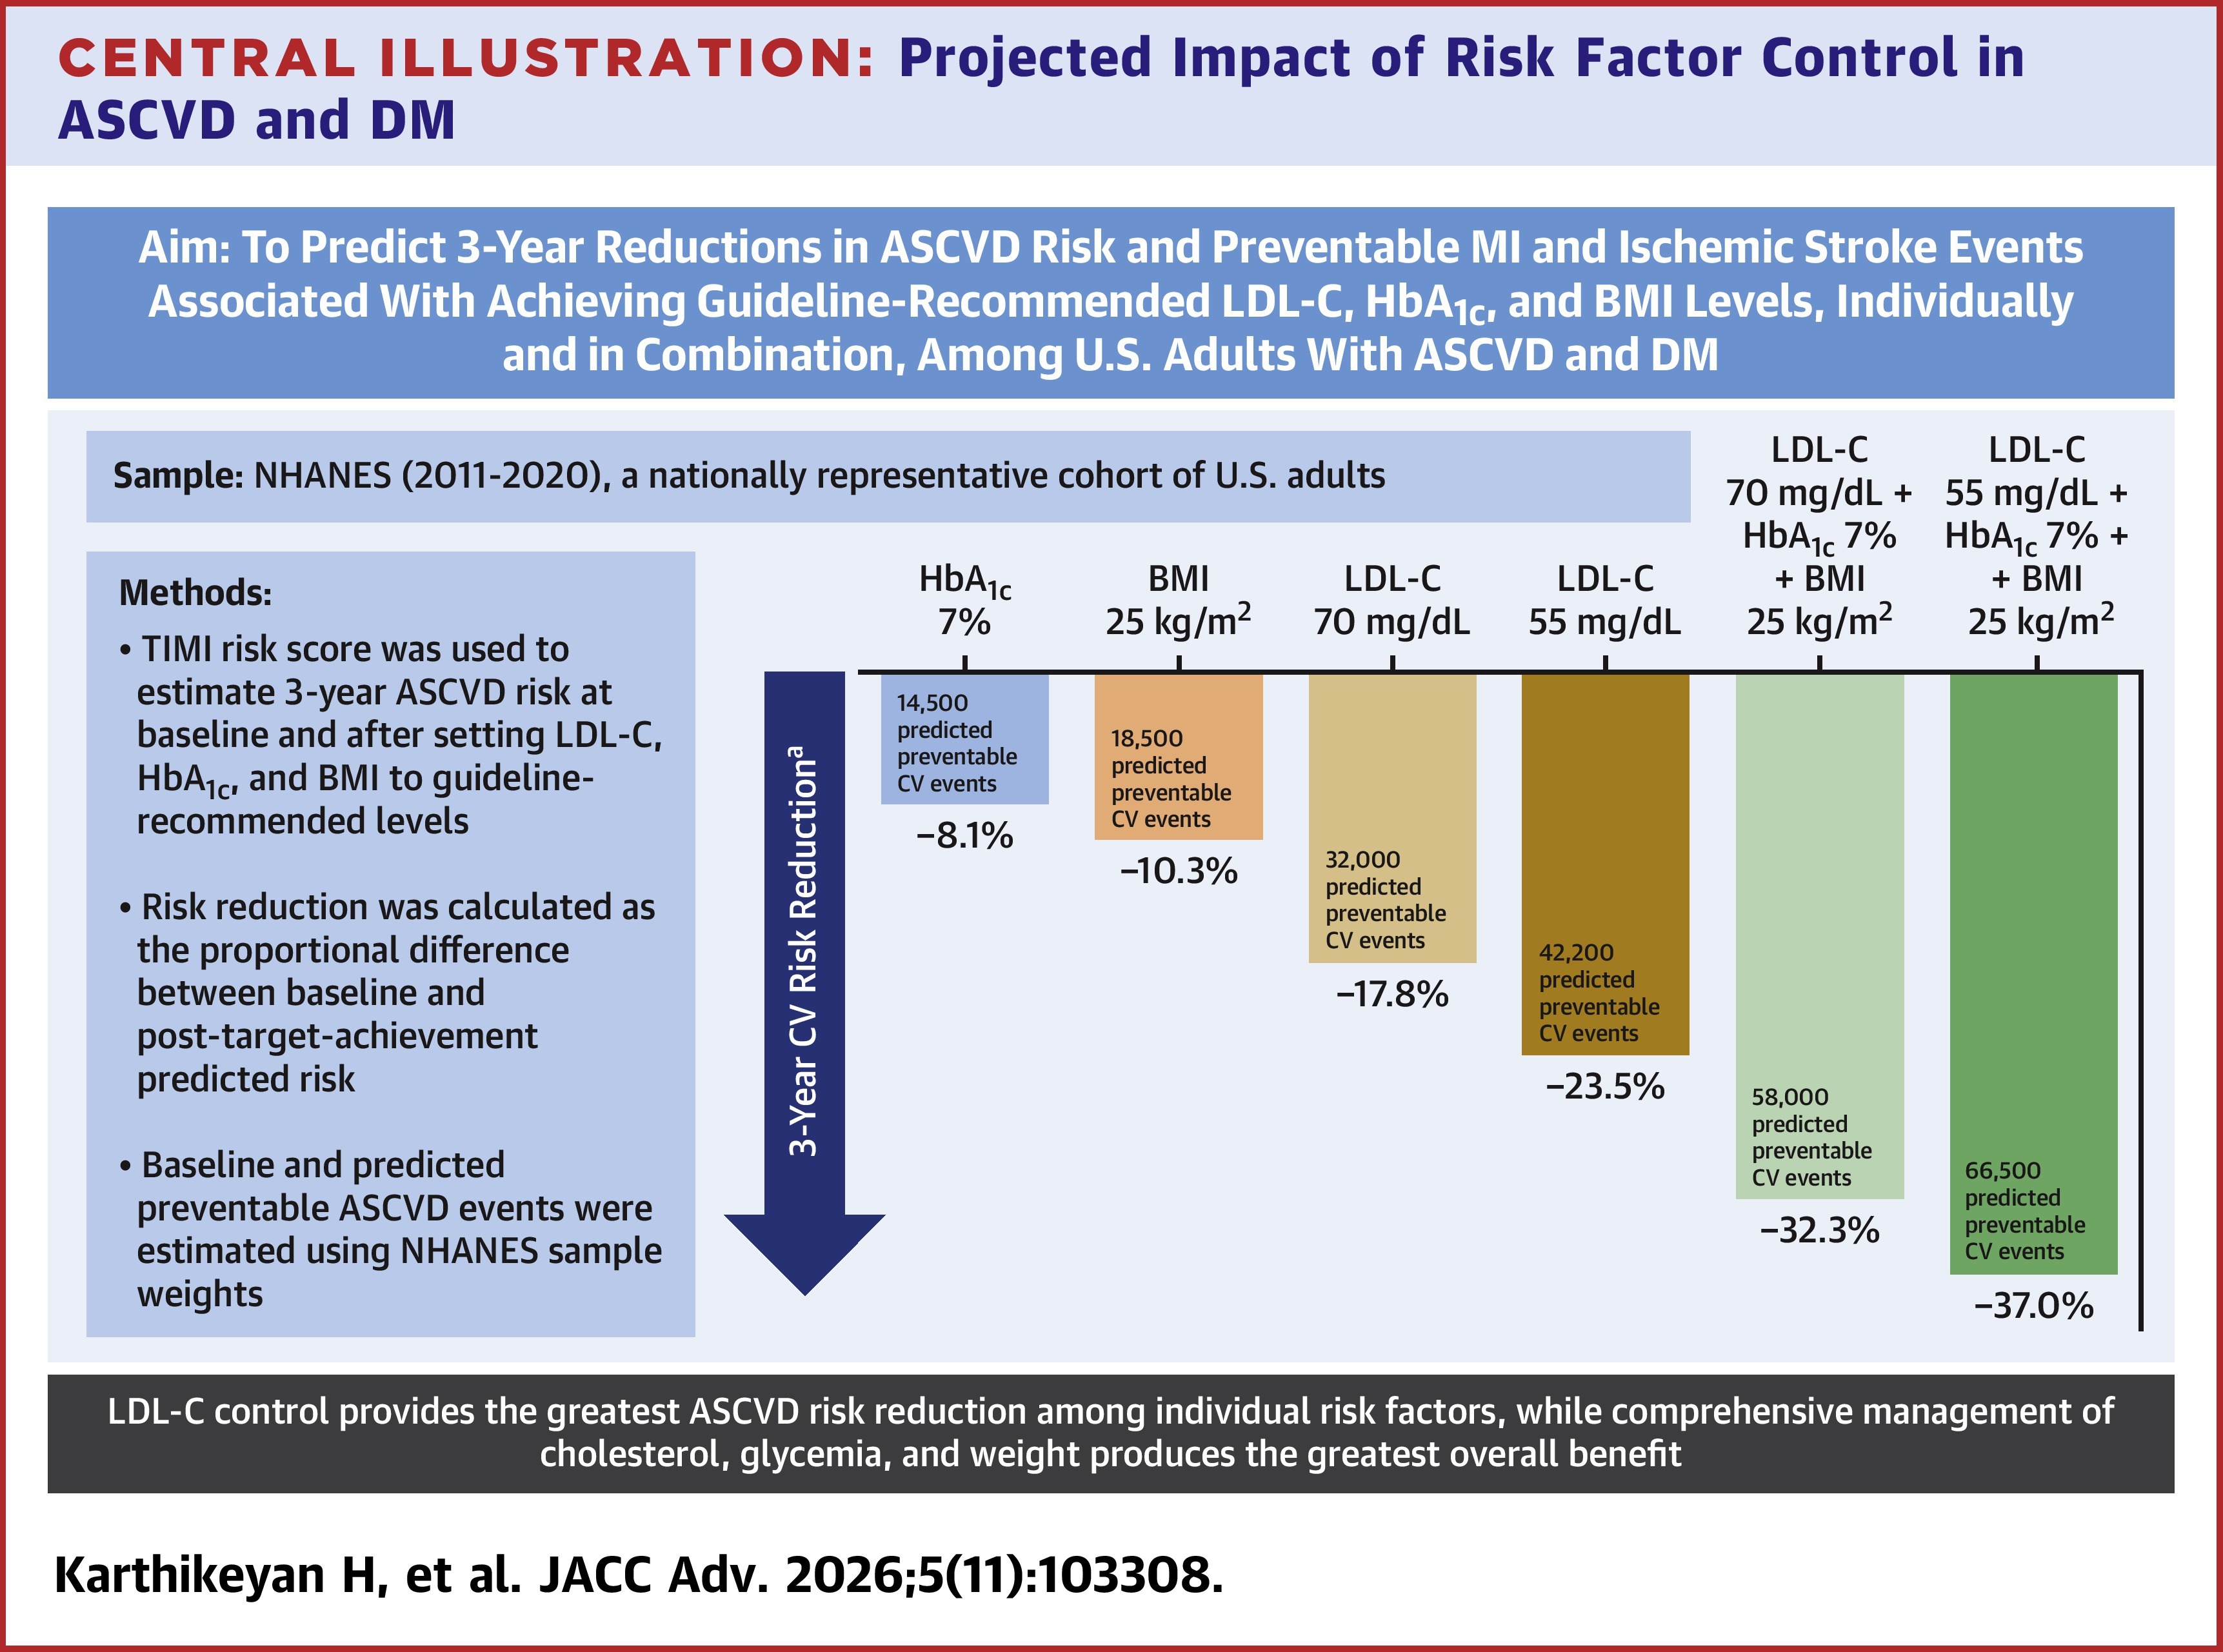 CENTRAL ILLUSTRATION: Projected Impact of Risk Factor Control in
ASCVD and DM
Aim: To Predict 3-Year Reductions in ASCVD Risk and Preventable MI and Ischemic Stroke Events
Associated With Achieving Guideline-Recommended LDL-C, HbA1c, and BMI Levels, Individually
and in Combination, Among U.S. Adults With ASCVD and DM
Sample: NHANES (2011-2020), a nationally representative cohort of U.S. adults
Methods:
• TIMI risk score was used to
estimate 3-year ASCVD risk at
baseline and after setting LDL-C,
HbA1c, and BMI to guideline-
recommended levels
• Risk reduction was calculated as
the proportional difference
between baseline and
post-target-achievement
predicted risk
• Baseline and predicted
preventable ASCVD events were
estimated using NHANES sample
weights
3-Year CV Risk Reductionᵃ
HbA1c
7%
14,500
predicted
preventable
CV events
−8.1%
BMI
25 kg/m²
18,500
predicted
preventable
CV events
−10.3%
LDL-C
70 mg/dL
32,000
predicted
preventable
CV events
−17.8%
LDL-C
55 mg/dL
42,200
predicted
preventable
CV events
−23.5%
LDL-C
70 mg/dL +
HbA1c 7%
+ BMI
25 kg/m²
58,000
predicted
preventable
CV events
−32.3%
LDL-C
55 mg/dL +
HbA1c 7% +
+ BMI
25 kg/m²
66,500
predicted
preventable
CV events
−37.0%
LDL-C control provides the greatest ASCVD risk reduction among individual risk factors, while comprehensive management of
cholesterol, glycemia, and weight produces the greatest overall benefit
Karthikeyan H, et al. JACC Adv. 2026;5(11):103308.